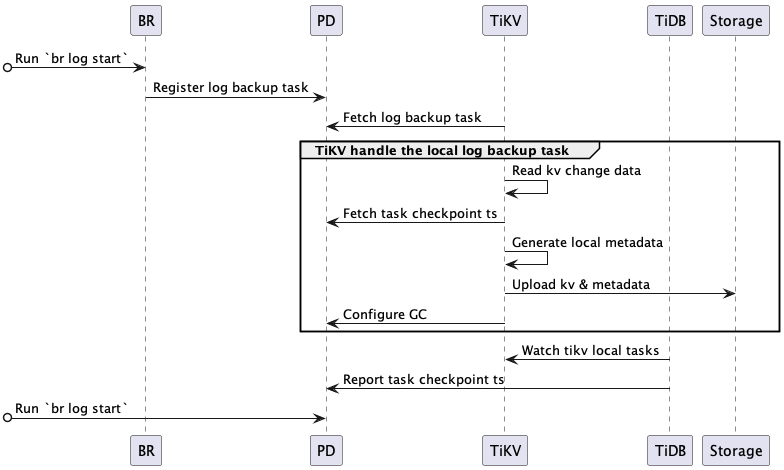 BR PD TiKV TiDB Storage
Run `br log start`
Register log backup task
Fetch log backup task
TiKV handle the local log backup task
Read kv change data
Fetch task checkpoint ts
Generate local metadata
Upload kv & metadata
Configure GC
Watch tikv local tasks
Report task checkpoint ts
Run `br log start`
BR PD TiKV TiDB Storage